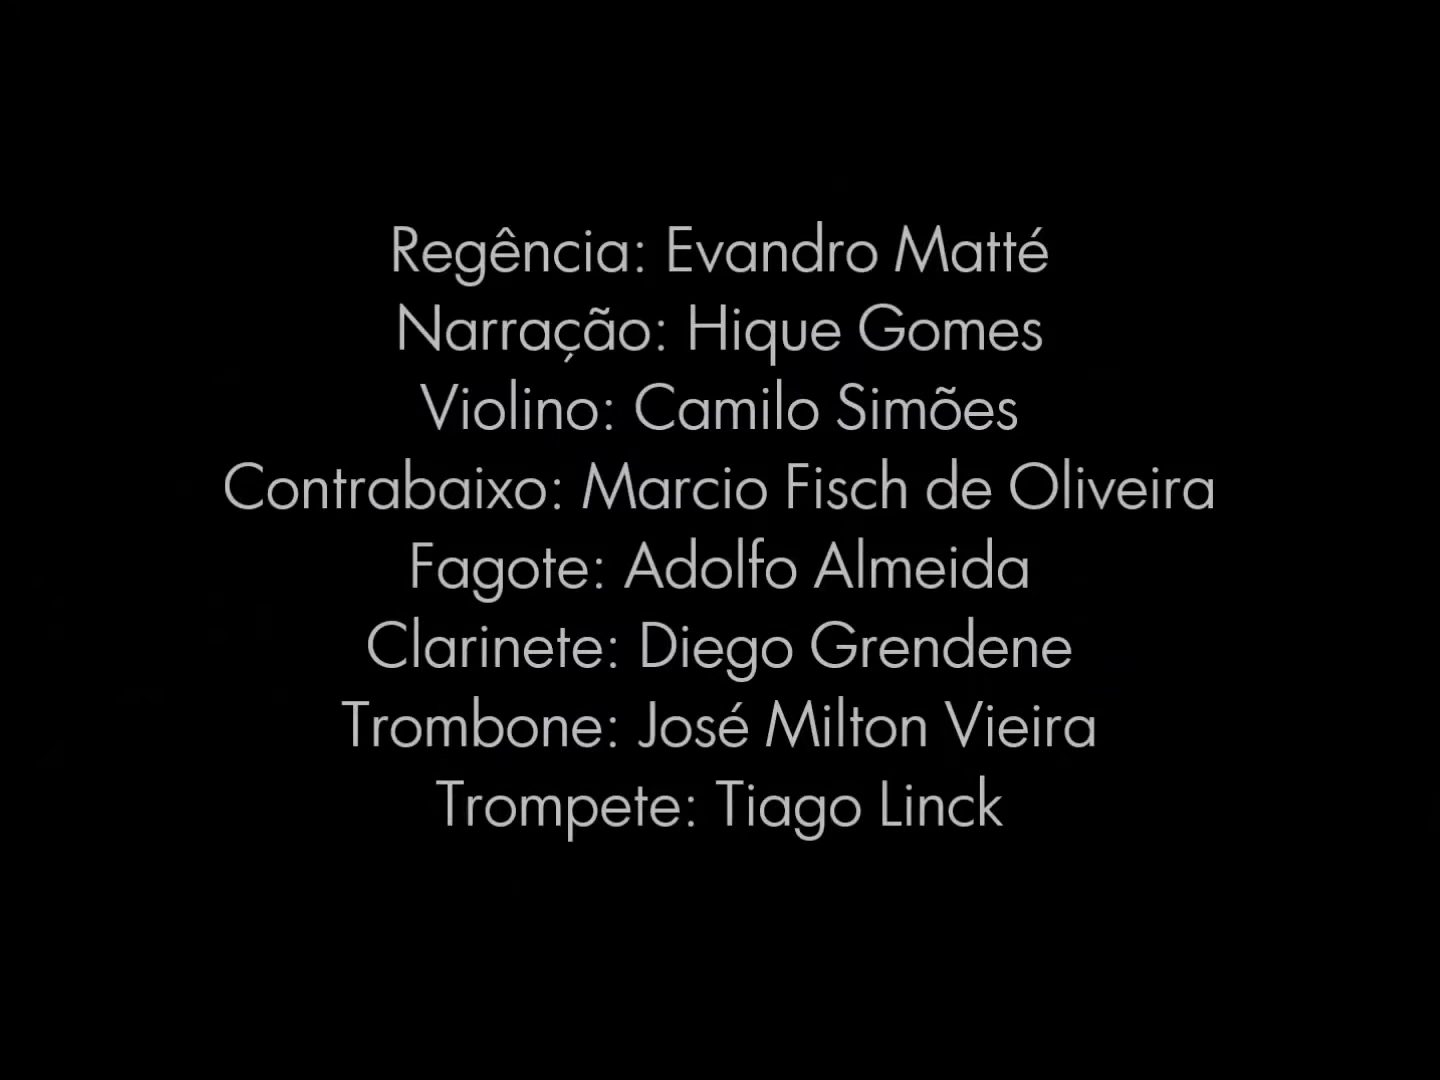 Regência: Evandro Matté
Narração: Hique Gomes
Violino: Camilo Simões
Contrabaixo: Marcio Fisch de Oliveira
Fagote: Adolfo Almeida
Clarinete: Diego Grendene
Trombone: José Milton Vieira
Trompete: Tiago Linck